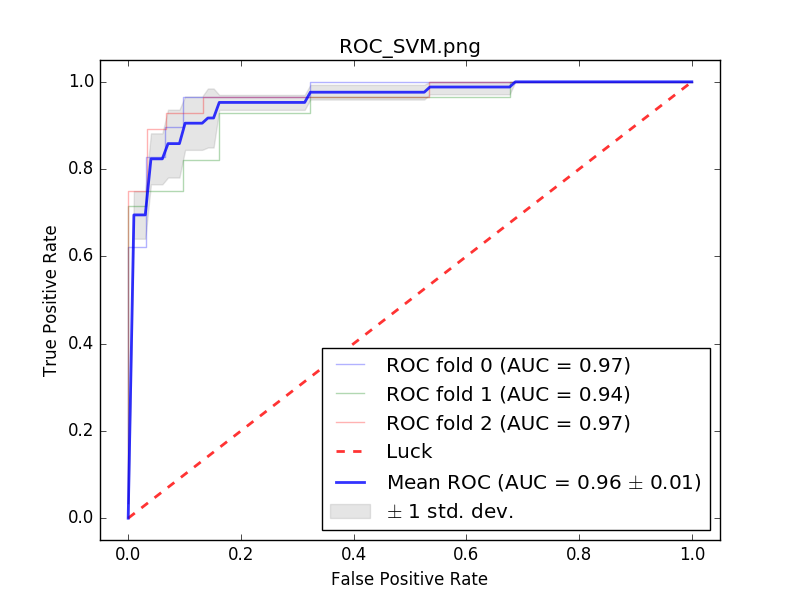 ROC_SVM.png
1.0
0.8
0.6
0.4
0.2
0.0
True Positive Rate
ROC fold 0 (AUC = 0.97)
ROC fold 1 (AUC = 0.94)
ROC fold 2 (AUC = 0.97)
Luck
Mean ROC (AUC = 0.96 ± 0.01)
± 1 std. dev.
0.0 0.2 0.4 0.6 0.8 1.0
False Positive Rate